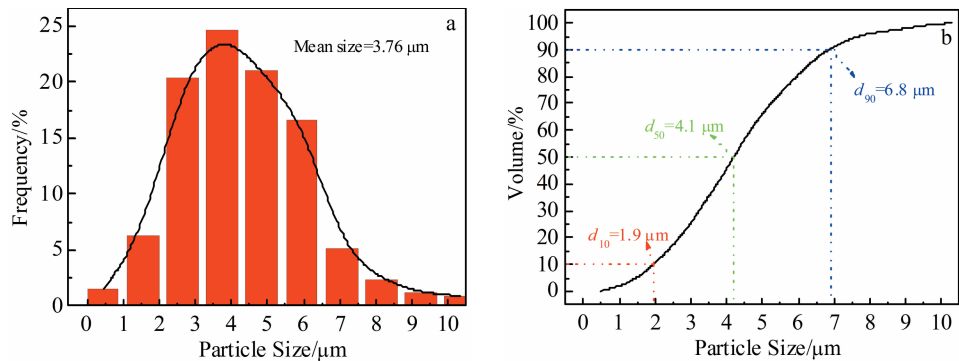 a
Mean size=3.76 μm
Frequency/%
25
20
15
10
5
0
0 1 2 3 4 5 6 7 8 9 10
Particle Size/μm
b
Volume/%
100
90
80
70
60
50
40
30
20
10
0
d90=6.8 μm
d50=4.1 μm
d10=1.9 μm
0 1 2 3 4 5 6 7 8 9 10
Particle Size/μm